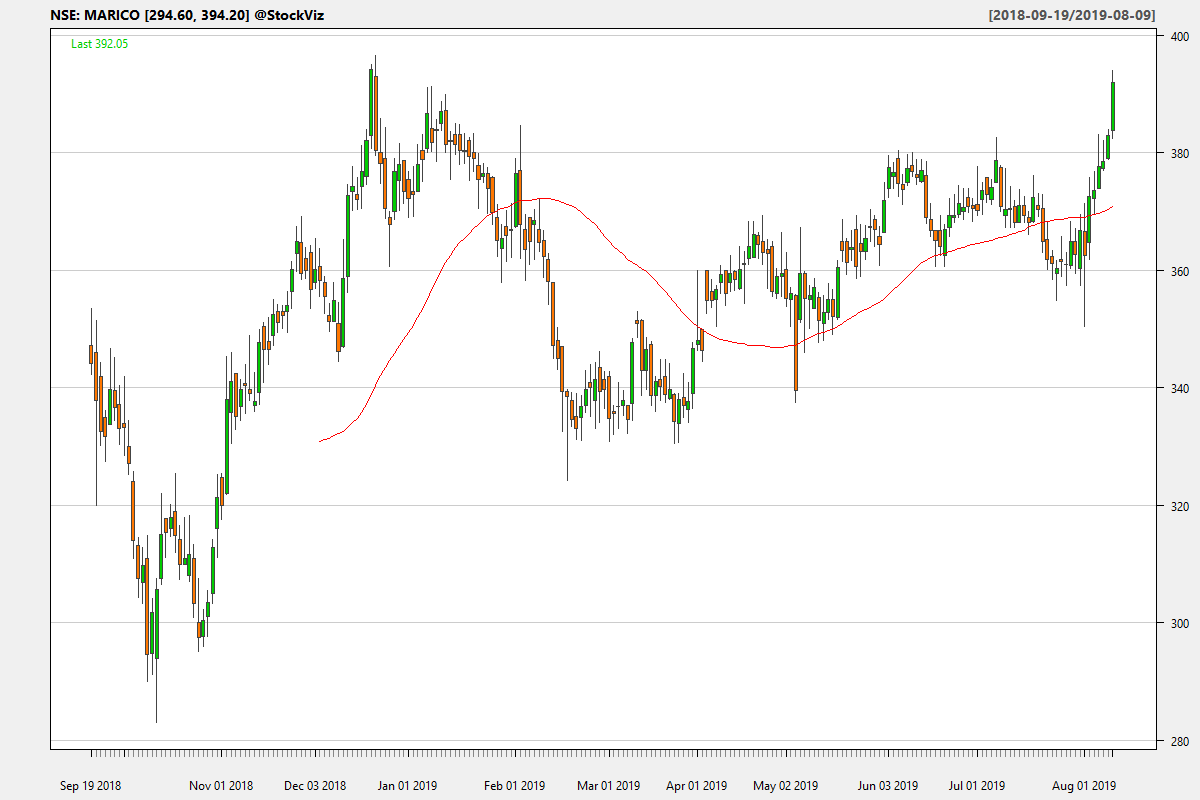 NSE: MARICO [294.60, 394.20] @StockViz [2018-09-19/2019-08-09]
Last 392.05
400
380
360
340
320
300
280
Sep 19 2018 Nov 01 2018 Dec 03 2018 Jan 01 2019 Feb 01 2019 Mar 01 2019 Apr 01 2019 May 02 2019 Jun 03 2019 Jul 01 2019 Aug 01 2019